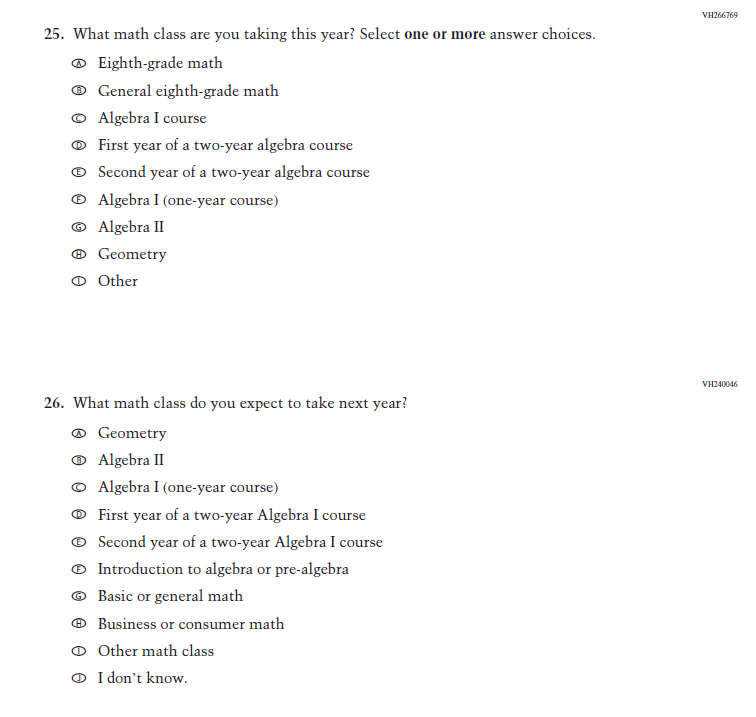 VH266769
25. What math class are you taking this year? Select one or more answer choices.
Ⓐ Eighth-grade math
Ⓑ General eighth-grade math
Ⓒ Algebra I course
Ⓓ First year of a two-year algebra course
Ⓔ Second year of a two-year algebra course
Ⓕ Algebra I (one-year course)
Ⓖ Algebra II
Ⓗ Geometry
Ⓘ Other
VH240046
26. What math class do you expect to take next year?
Ⓐ Geometry
Ⓑ Algebra II
Ⓒ Algebra I (one-year course)
Ⓓ First year of a two-year Algebra I course
Ⓔ Second year of a two-year Algebra I course
Ⓕ Introduction to algebra or pre-algebra
Ⓖ Basic or general math
Ⓗ Business or consumer math
Ⓘ Other math class
Ⓙ I don't know.